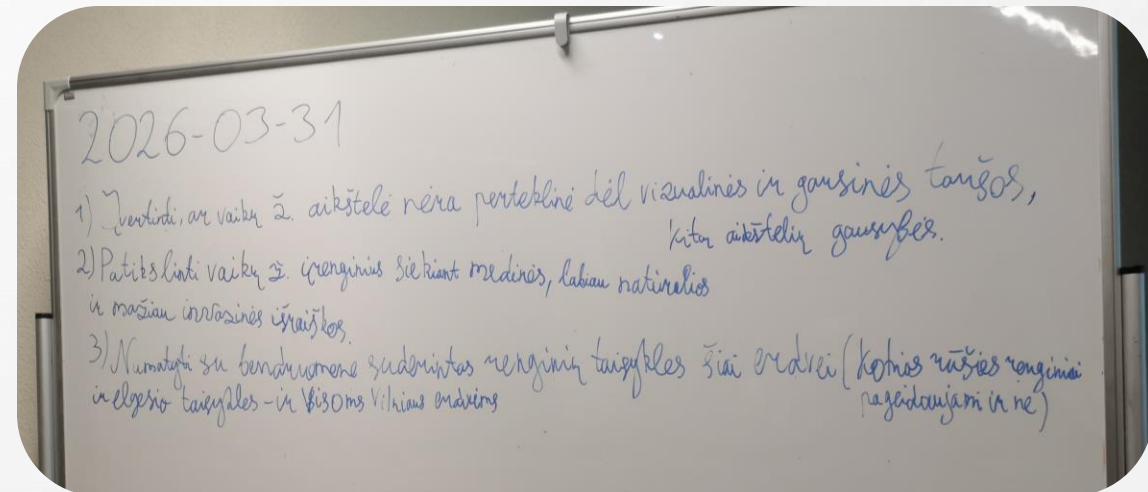 2026-03-31
1) Įvertinti, ar vaikų ž. aikštelė nėra perteklinė dėl vizualinės ir garsinės taršos,
kitų aikštelių gausybės.
2) Patikslinti vaikų ž. įrenginius siekiant medinės, labiau natūralios
ir mažiau invazinės išraiškos.
3) Numatyti su bendruomene suderintas renginių taisykles šiai erdvei (kokios rūšies renginiai
ir elgesio taisykles - ir visoms Vilniaus erdvėms
pageidaujami ir ne)